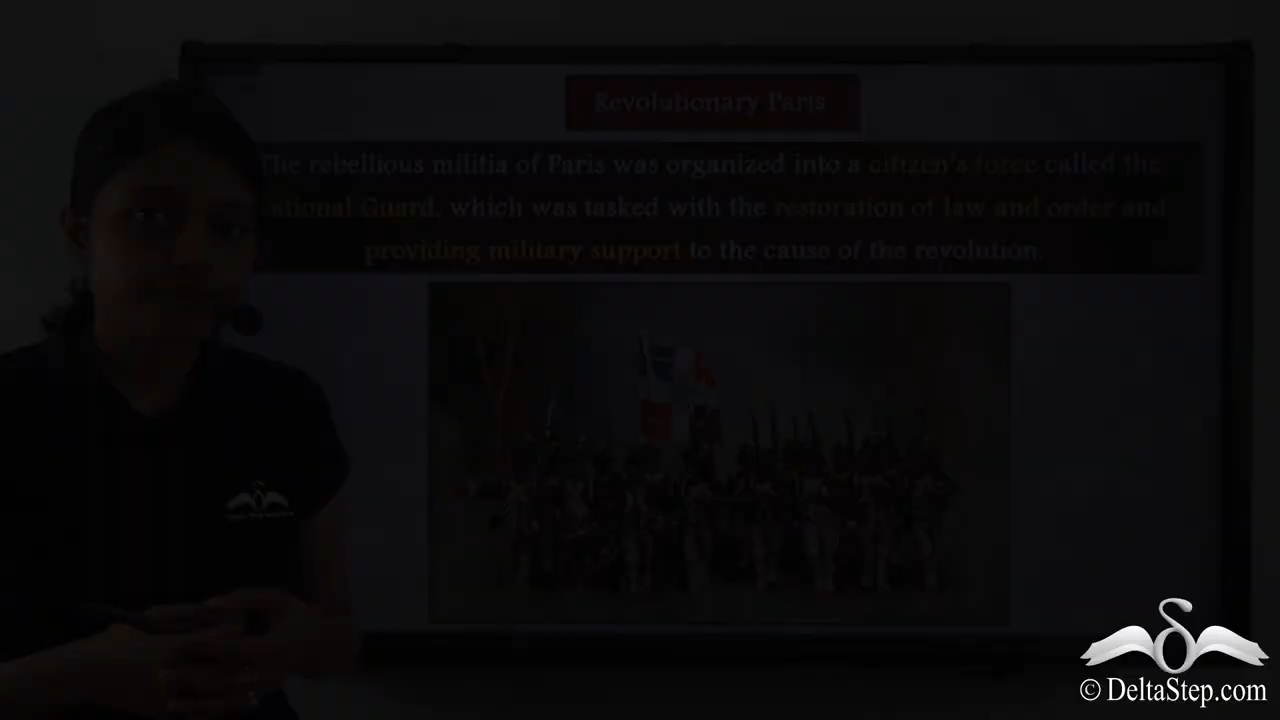 Revolutionary Paris
The rebellious militia of Paris was organized into a citizen's force called the
National Guard, which was tasked with the restoration of law and order and
providing military support to the cause of the revolution.
© DeltaStep.com